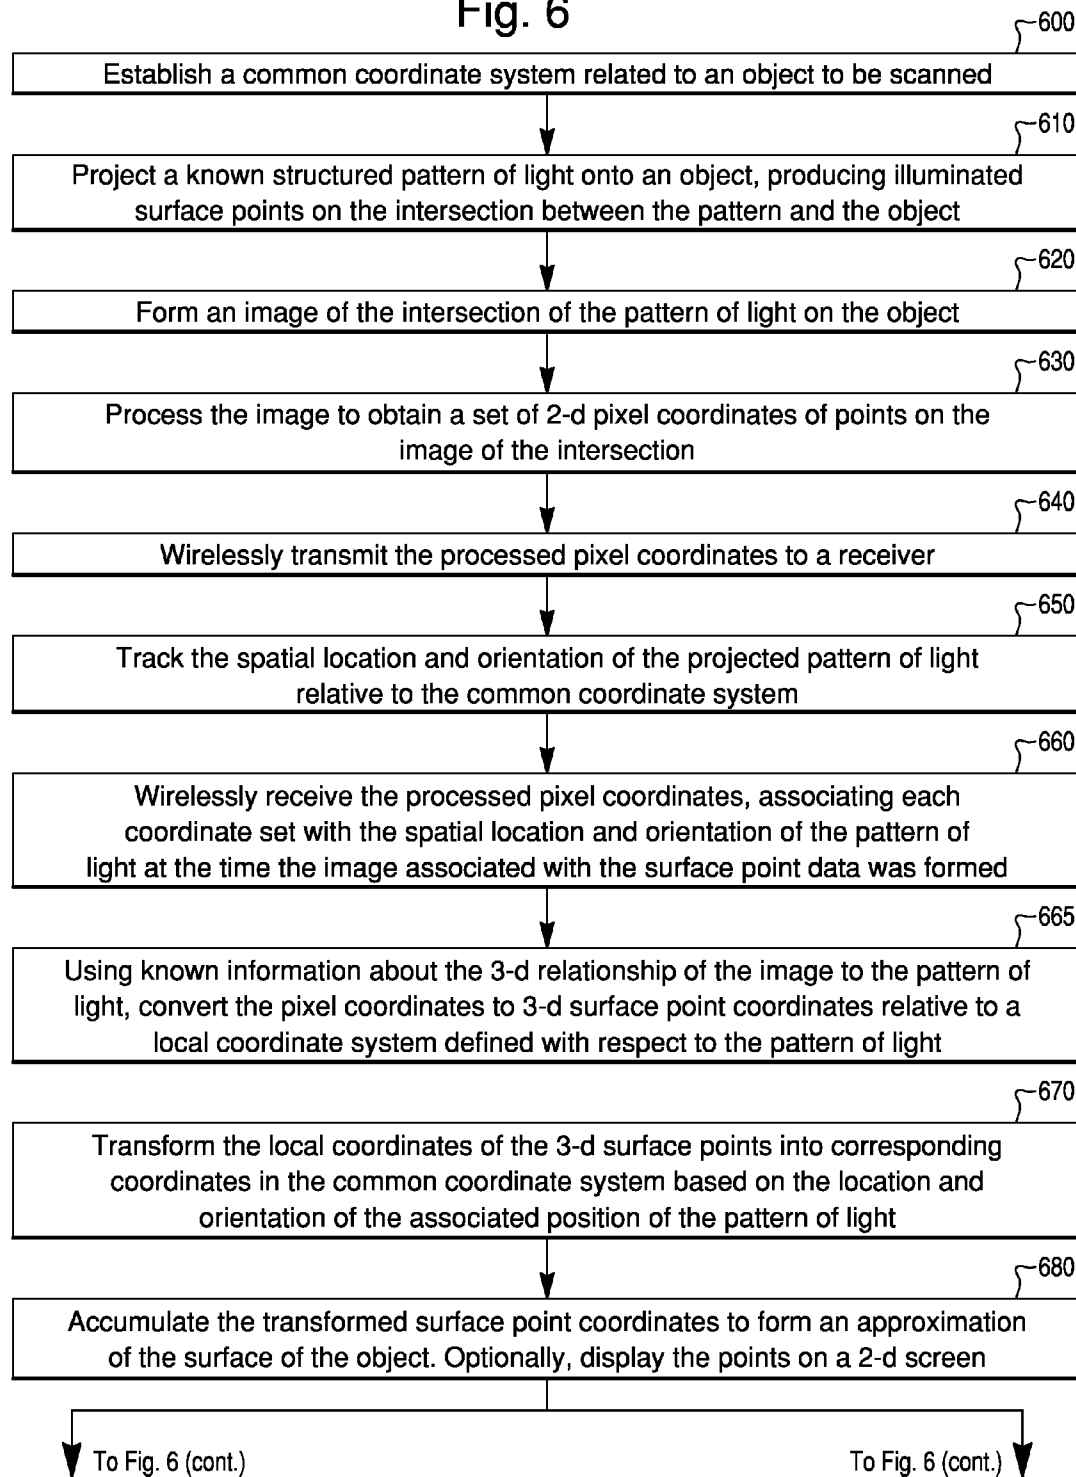 Fig. 6
600
Establish a common coordinate system related to an object to be scanned
610
Project a known structured pattern of light onto an object, producing illuminated
surface points on the intersection between the pattern and the object
620
Form an image of the intersection of the pattern of light on the object
630
Process the image to obtain a set of 2-d pixel coordinates of points on the
image of the intersection
640
Wirelessly transmit the processed pixel coordinates to a receiver
650
Track the spatial location and orientation of the projected pattern of light
relative to the common coordinate system
660
Wirelessly receive the processed pixel coordinates, associating each
coordinate set with the spatial location and orientation of the pattern of
light at the time the image associated with the surface point data was formed
665
Using known information about the 3-d relationship of the image to the pattern of
light, convert the pixel coordinates to 3-d surface point coordinates relative to a
local coordinate system defined with respect to the pattern of light
670
Transform the local coordinates of the 3-d surface points into corresponding
coordinates in the common coordinate system based on the location and
orientation of the associated position of the pattern of light
680
Accumulate the transformed surface point coordinates to form an approximation
of the surface of the object. Optionally, display the points on a 2-d screen
To Fig. 6 (cont.)
To Fig. 6 (cont.)